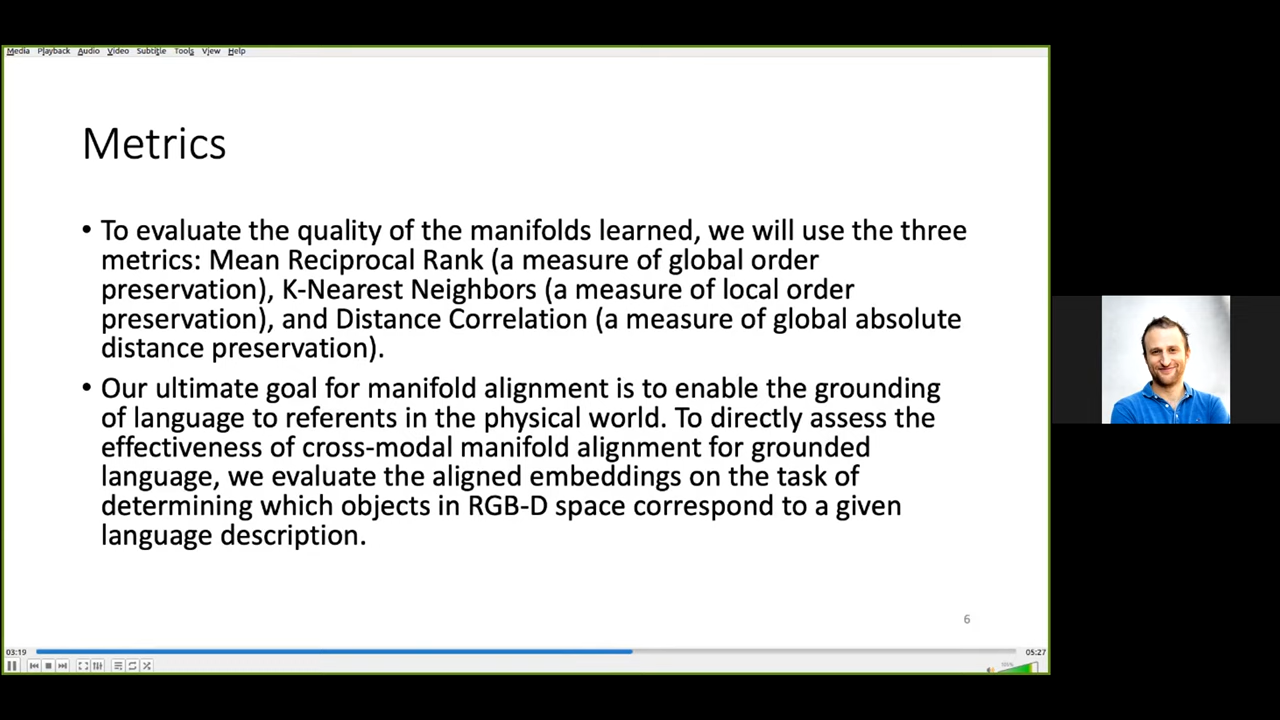 Media Playback Audio Video Subtitle Tools View Help
Metrics
• To evaluate the quality of the manifolds learned, we will use the three
metrics: Mean Reciprocal Rank (a measure of global order
preservation), K-Nearest Neighbors (a measure of local order
preservation), and Distance Correlation (a measure of global absolute
distance preservation).
• Our ultimate goal for manifold alignment is to enable the grounding
of language to referents in the physical world. To directly assess the
effectiveness of cross-modal manifold alignment for grounded
language, we evaluate the aligned embeddings on the task of
determining which objects in RGB-D space correspond to a given
language description.
6
03:19 05:27